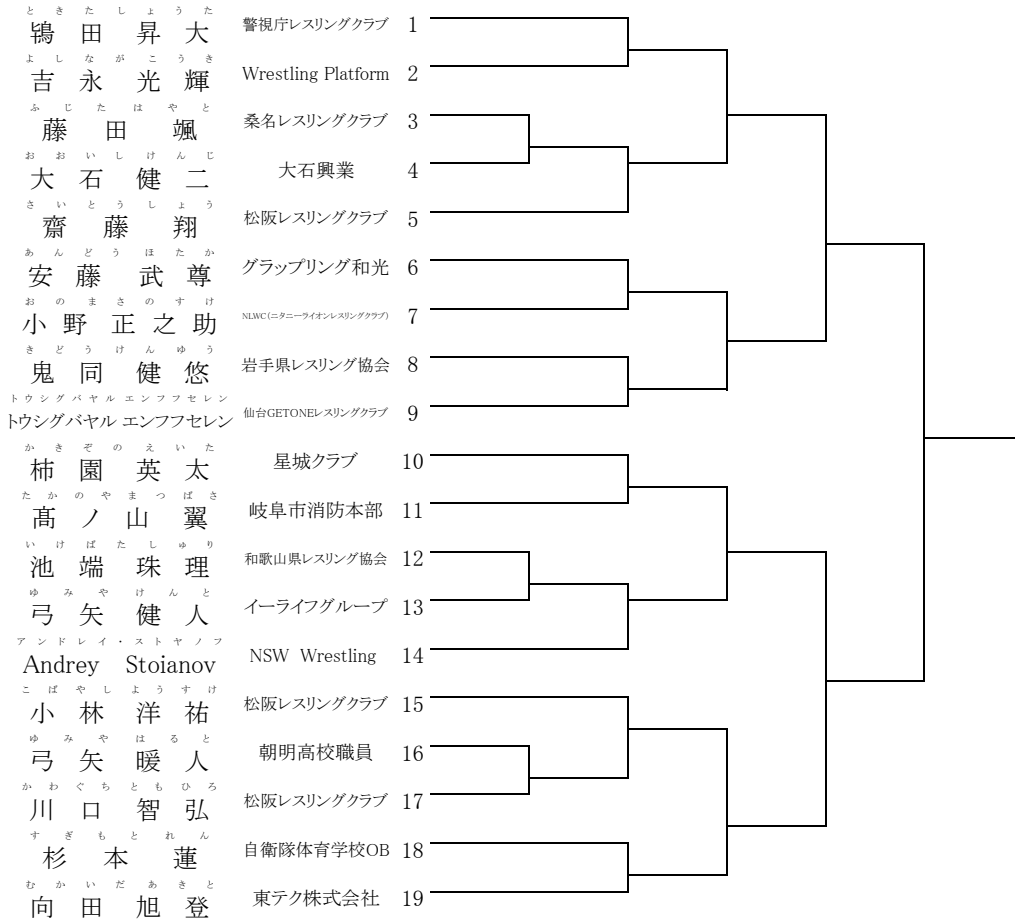 ときたしょうた
鴇田 昇大 警視庁レスリングクラブ 1
よしながこうき
吉永 光輝 Wrestling Platform 2
ふじたはやと
藤田 颯 桑名レスリングクラブ 3
おおいしけんじ
大石 健二 大石興業 4
さいとうしょう
齋藤 翔 松阪レスリングクラブ 5
あんどうほたか
安藤 武尊 グラップリング和光 6
おのまさのすけ
小野 正之助 NLWC(ニタニーライオンレスリングクラブ) 7
きどうけんゆう
鬼同 健悠 岩手県レスリング協会 8
トウシグバヤル エンフフセレン
トウシグバヤル エンフフセレン 仙台GETONEレスリングクラブ 9
かきぞのえいた
柿園 英太 星城クラブ 10
たかのやまつばさ
髙ノ山 翼 岐阜市消防本部 11
いけばたしゅり
池端 珠理 和歌山県レスリング協会 12
ゆみやけんと
弓矢 健人 イーライフグループ 13
アンドレイ・ストヤノフ
Andrey Stoianov NSW Wrestling 14
こばやしようすけ
小林 洋祐 松阪レスリングクラブ 15
ゆみやはると
弓矢 暖人 朝明高校職員 16
かわぐちともひろ
川口 智弘 松阪レスリングクラブ 17
すぎもとれん
杉本 蓮 自衛隊体育学校OB 18
むかいだあきと
向田 旭登 東テク株式会社 19